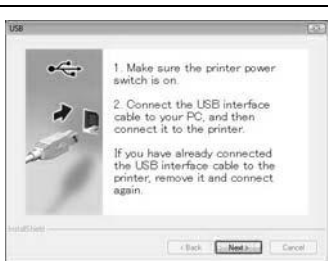 USB
1. Make sure the printer power
switch is on.
2. Connect the USB interface
cable to your PC, and then
connect it to the printer.
If you have already connected
the USB interface cable to the
printer, remove it and connect
again.
InstallShield
< Back
Next >
Cancel